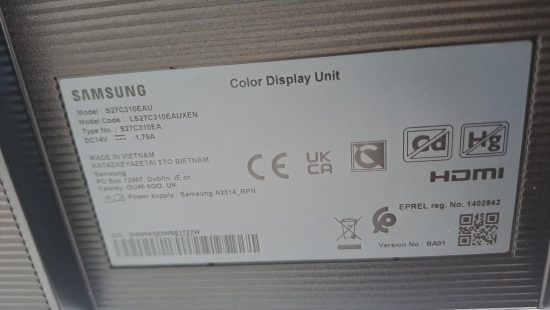 SAMSUNG
Color Display Unit
Model : S27C310EAU
Model Code : LS27C310EAUXEN
Type No. : S27C310EA
DC14V ⎓ 1.79A
MADE IN VIETNAM
ΚΑΤΑΣΚΕΥΑΖΕΤΑΙ ΣΤΟ ΒΙΕΤΝΑΜ
Samsung
PO Box 12987, Dublin, IE or
Yateley, GU46 6GG, UK
Power supply : Samsung A2514_RPN
CE
UK
CA
Cd
Hg
HDMI
EPREL reg. No. 1402842
Version No : BA01
S/N